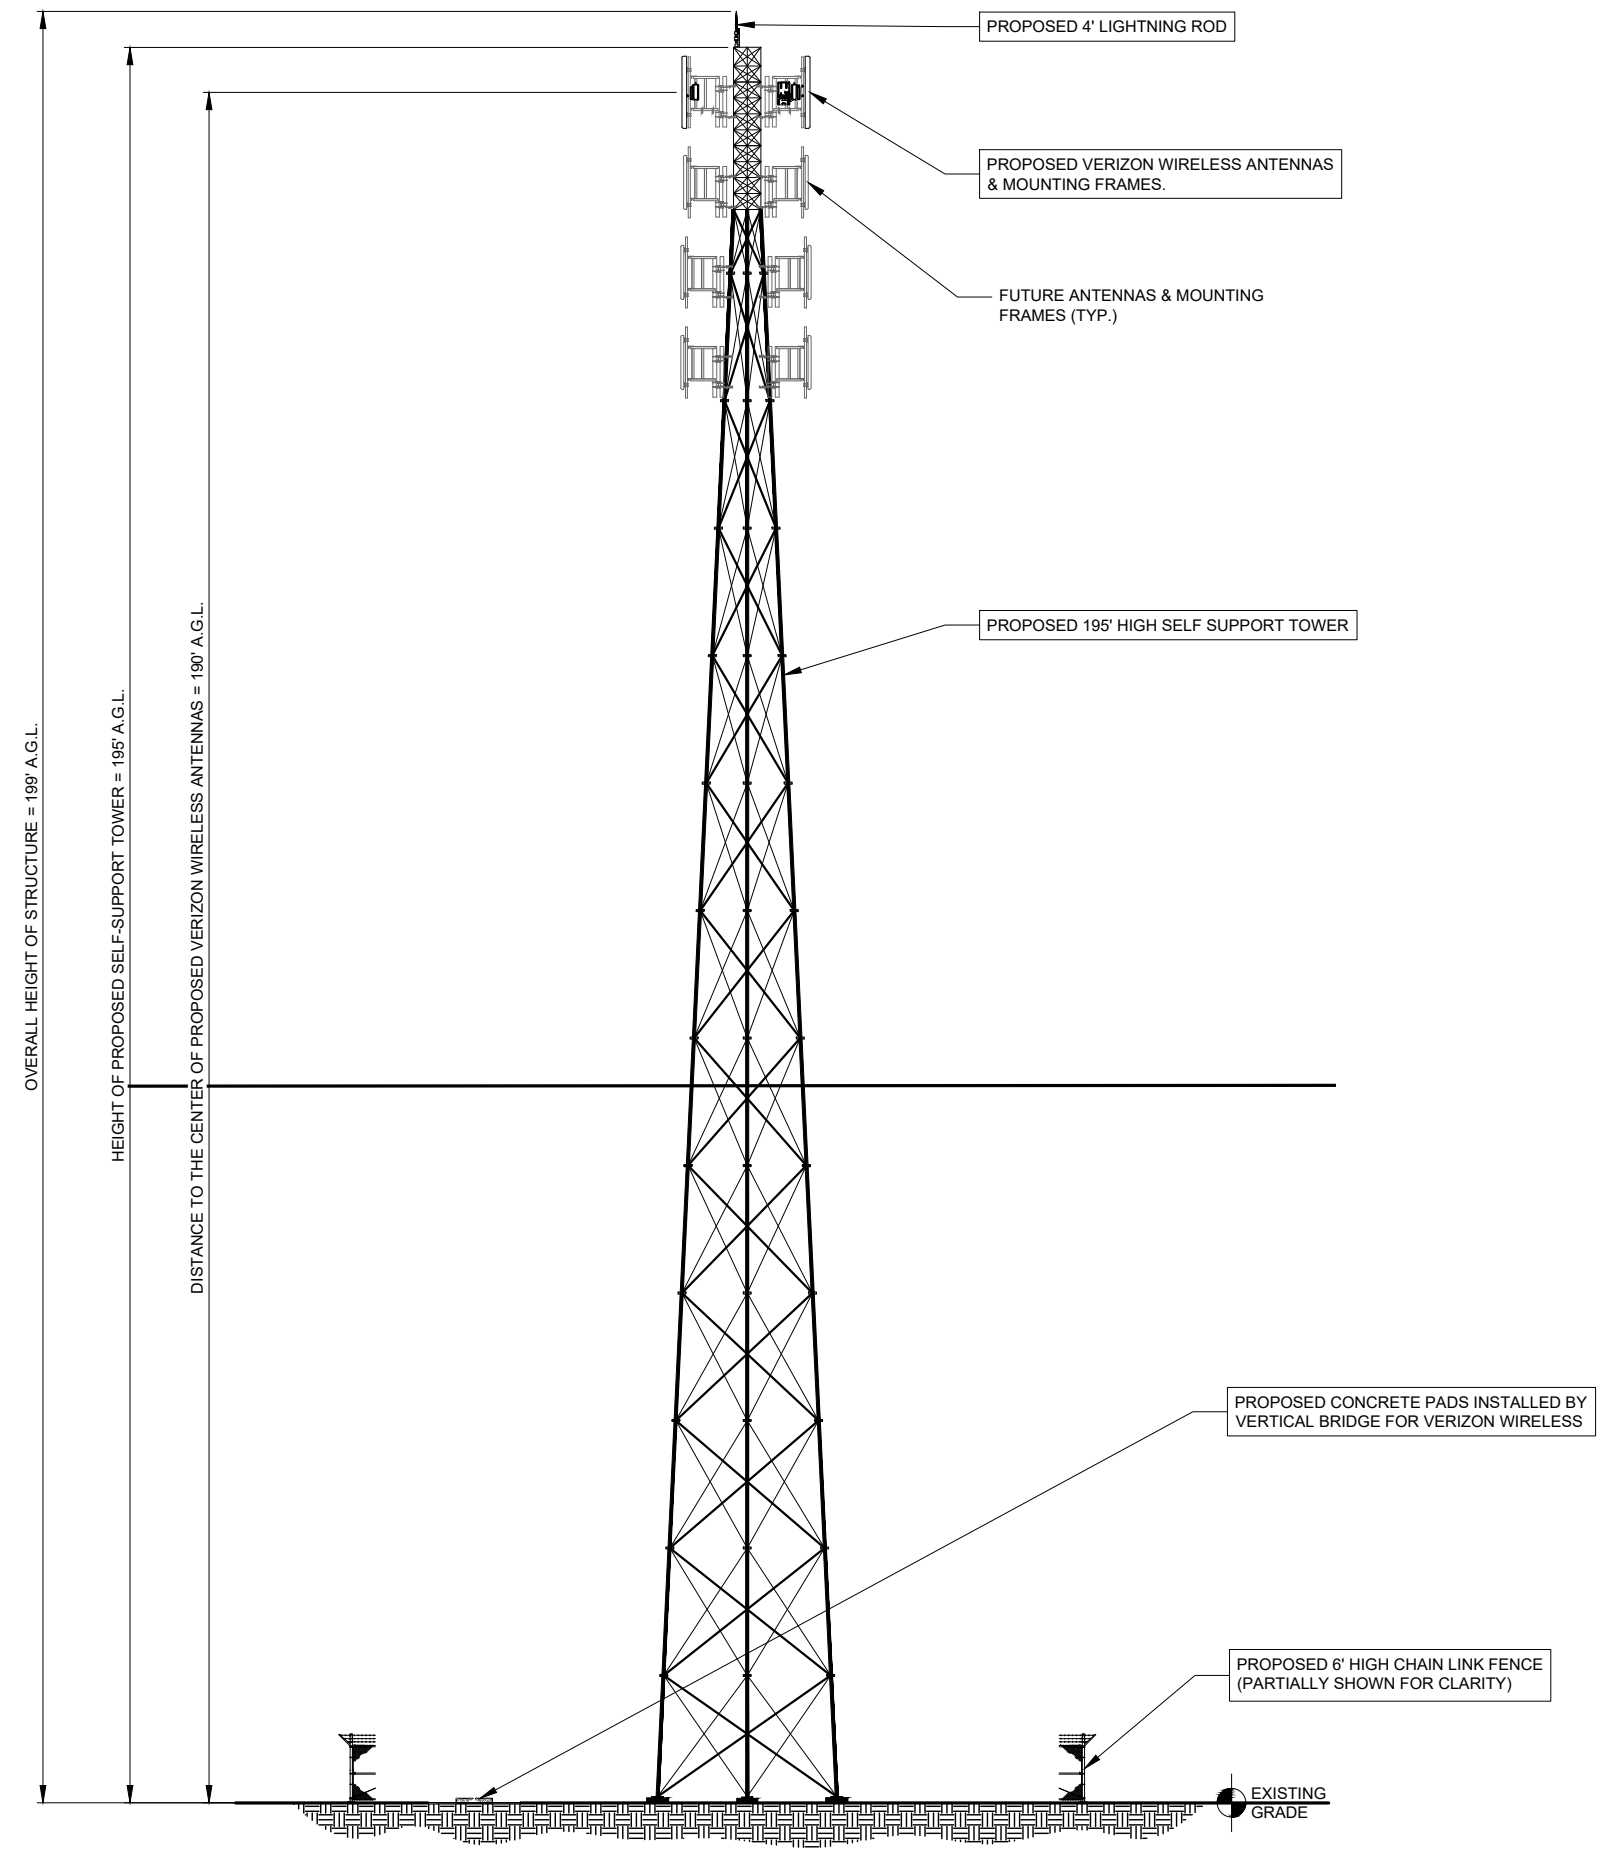 PROPOSED 4' LIGHTNING ROD
PROPOSED VERIZON WIRELESS ANTENNAS
& MOUNTING FRAMES.
FUTURE ANTENNAS & MOUNTING
FRAMES (TYP.)
PROPOSED 195' HIGH SELF SUPPORT TOWER
OVERALL HEIGHT OF STRUCTURE = 199' A.G.L.
HEIGHT OF PROPOSED SELF-SUPPORT TOWER = 195' A.G.L.
DISTANCE TO THE CENTER OF PROPOSED VERIZON WIRELESS ANTENNAS = 190' A.G.L.
PROPOSED CONCRETE PADS INSTALLED BY
VERTICAL BRIDGE FOR VERIZON WIRELESS
PROPOSED 6' HIGH CHAIN LINK FENCE
(PARTIALLY SHOWN FOR CLARITY)
EXISTING
GRADE